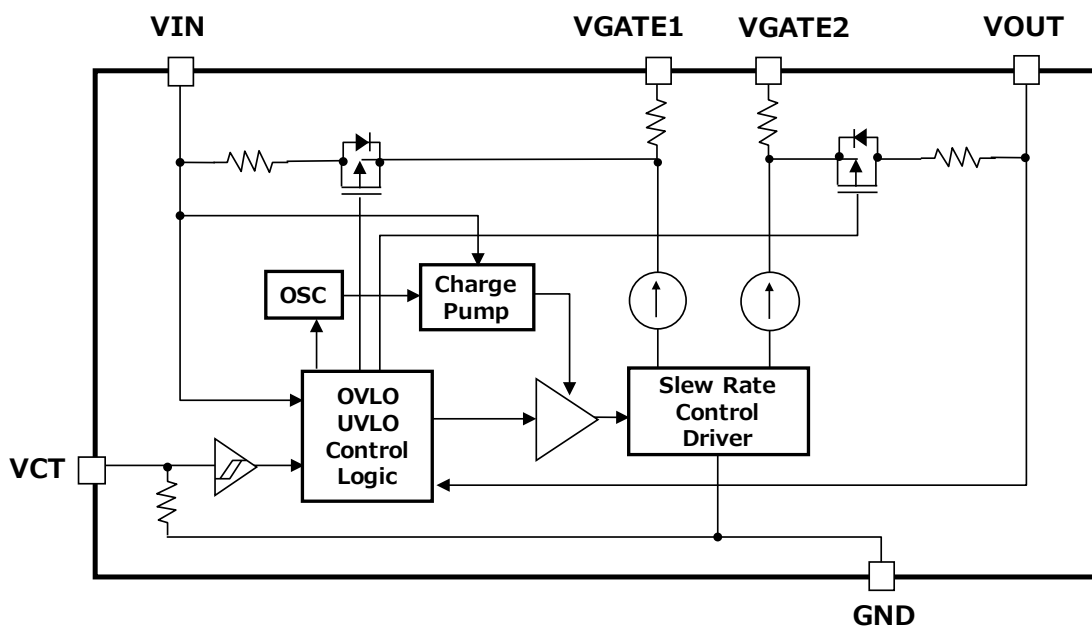 VIN
VGATE1
VGATE2
VOUT
OSC
Charge
Pump
OVLO
UVLO
Control
Logic
Slew Rate
Control
Driver
VCT
GND